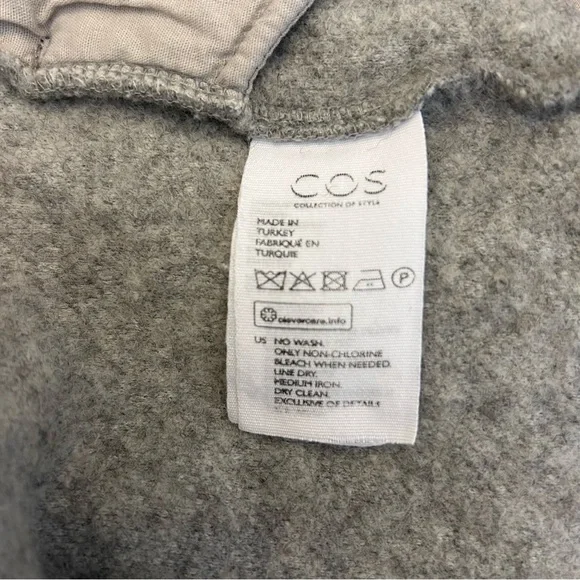 COS
COLLECTION OF STYLE
MADE IN
TURKEY
FABRIQUÉ EN
TURQUIE
P
clevercare.info
US NO WASH.
ONLY NON-CHLORINE
BLEACH WHEN NEEDED.
LINE DRY.
MEDIUM IRON.
DRY CLEAN.
EXCLUSIVE OF DETAILS